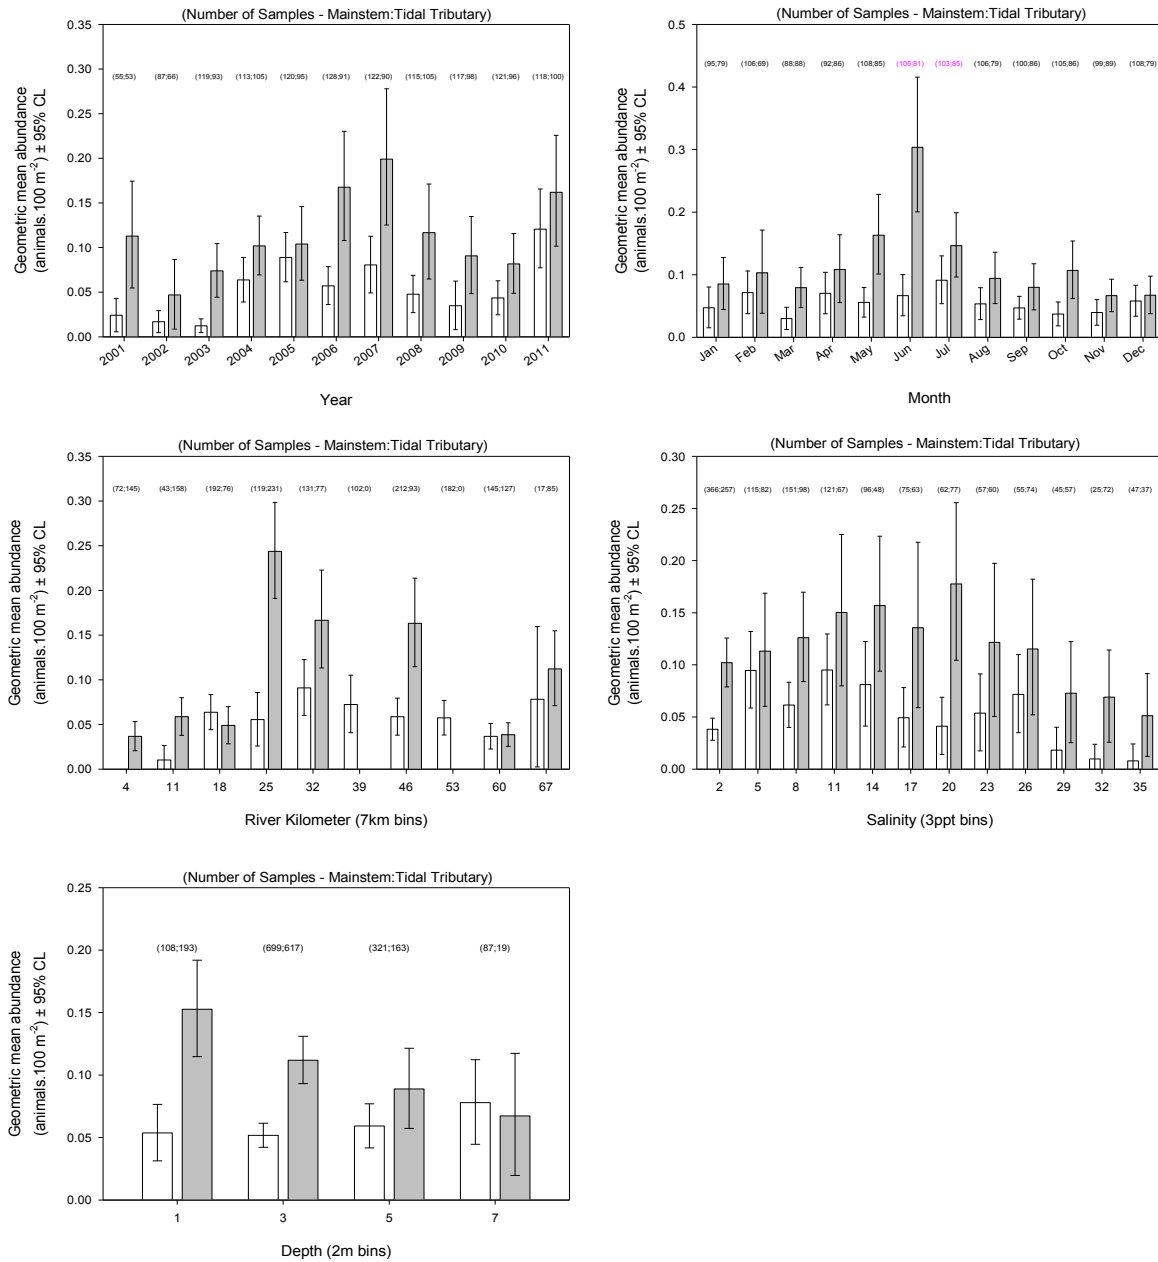 (Number of Samples - Mainstem:Tidal Tributary)
0.35
0.30
0.25
0.20
0.15
0.10
0.05
0.00
(55;53) (87;66) (119;93) (113;105) (120;95) (128;91) (122;90) (115;105) (117;98) (121;96) (118;100)
2001 2002 2003 2004 2005 2006 2007 2008 2009 2010 2011
Year
Geometric mean abundance
(animals.100 m-2) ± 95% CL
(Number of Samples - Mainstem:Tidal Tributary)
0.5
0.4
0.3
0.2
0.1
0.0
(95;79) (106;69) (88;88) (92;86) (108;85) (105;81) (103;85) (106;79) (100;86) (105;86) (99;89) (108;79)
Jan Feb Mar Apr May Jun Jul Aug Sep Oct Nov Dec
Month
Geometric mean abundance
(animals.100 m-2) ± 95% CL
(Number of Samples - Mainstem:Tidal Tributary)
0.35
0.30
0.25
0.20
0.15
0.10
0.05
0.00
(72;145) (43;158) (192;76) (119;231) (131;77) (102;0) (212;93) (182;0) (145;127) (17;85)
4 11 18 25 32 39 46 53 60 67
River Kilometer (7km bins)
Geometric mean abundance
(animals.100 m-2) ± 95% CL
(Number of Samples - Mainstem:Tidal Tributary)
0.30
0.25
0.20
0.15
0.10
0.05
0.00
(366;257) (115;82) (151;98) (121;67) (96;48) (75;63) (62;77) (57;60) (55;74) (45;57) (25;72) (47;37)
2 5 8 11 14 17 20 23 26 29 32 35
Salinity (3ppt bins)
Geometric mean abundance
(animals.100 m-2) ± 95% CL
(Number of Samples - Mainstem:Tidal Tributary)
0.25
0.20
0.15
0.10
0.05
0.00
(108;193) (699;617) (321;163) (87;19)
1 3 5 7
Depth (2m bins)
Geometric mean abundance
(animals.100 m-2) ± 95% CL